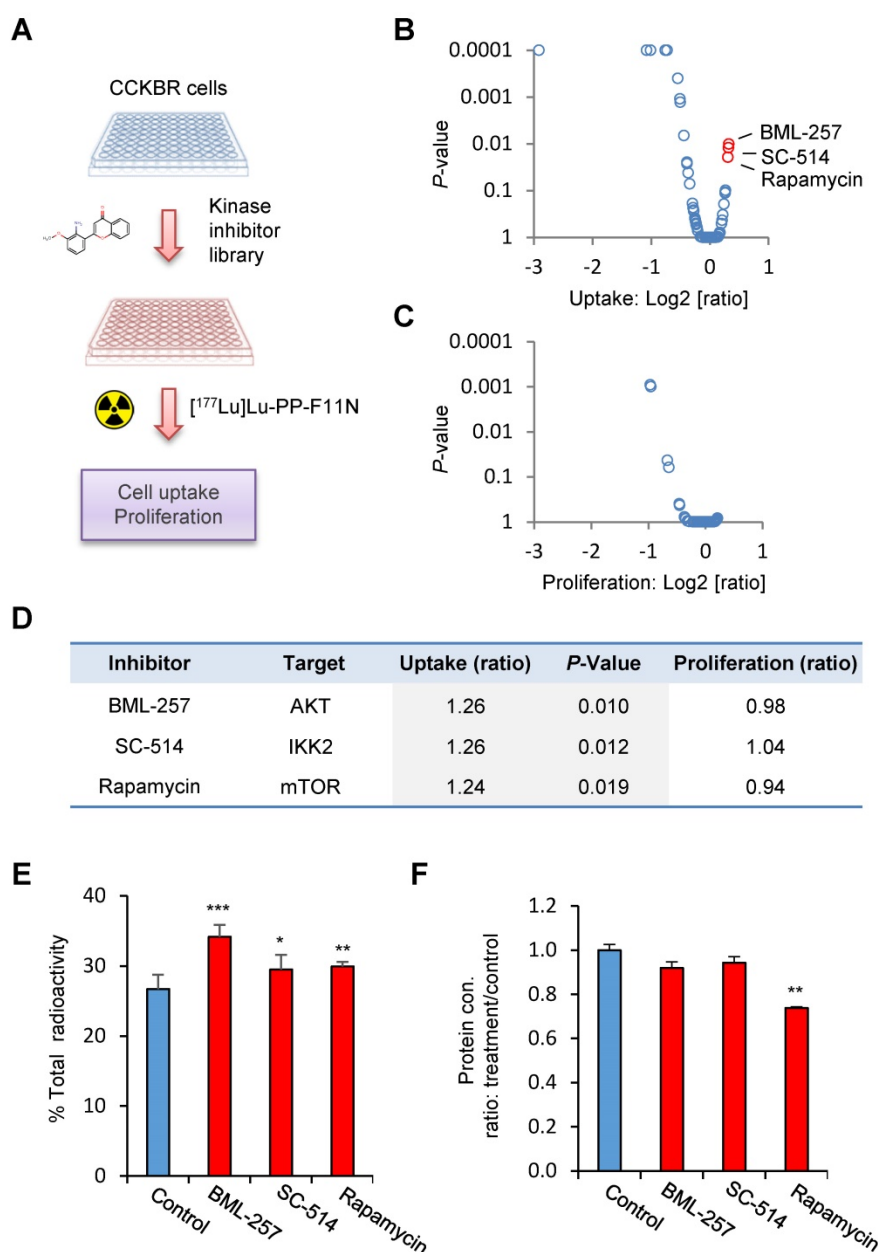 A
CCKBR cells
Kinase
inhibitor
library
[¹⁷⁷Lu]Lu-PP-F11N
Cell uptake
Proliferation
B
0.0001
0.001
0.01
0.1
1
P-value
BML-257
SC-514
Rapamycin
-3 -2 -1 0 1
Uptake: Log2 [ratio]
C
0.0001
0.001
0.01
0.1
1
P-value
-3 -2 -1 0 1
Proliferation: Log2 [ratio]
D
Inhibitor Target Uptake (ratio) P-Value Proliferation (ratio)
BML-257 AKT 1.26 0.010 0.98
SC-514 IKK2 1.26 0.012 1.04
Rapamycin mTOR 1.24 0.019 0.94
E
40
30
20
10
0
% Total radioactivity
*** * **
Control BML-257 SC-514 Rapamycin
F
1.2
1.0
0.8
0.6
0.4
0.2
0.0
Protein con.
ratio: treatment/control
**
Control BML-257 SC-514 Rapamycin